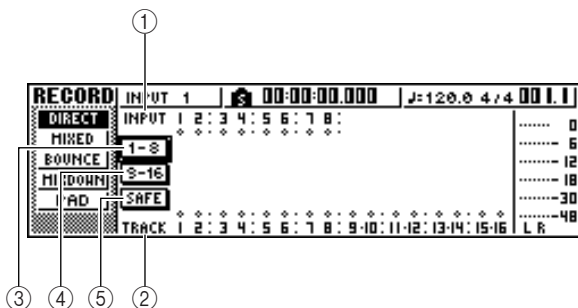 ①
RECORD INPUT 1 S 00:00:00.000 ♩=120.0 4/4 001.1
DIRECT INPUT 1 2 3 4 5 6 7 8
MIXED 1-8
BOUNCE
MIXDOWN 9-16
PAD SAFE
TRACK 1 2 3 4 5 6 7 8 9·10 11·12 13·14 15·16 L R
0
6
12
18
30
48
③ ④ ⑤ ②